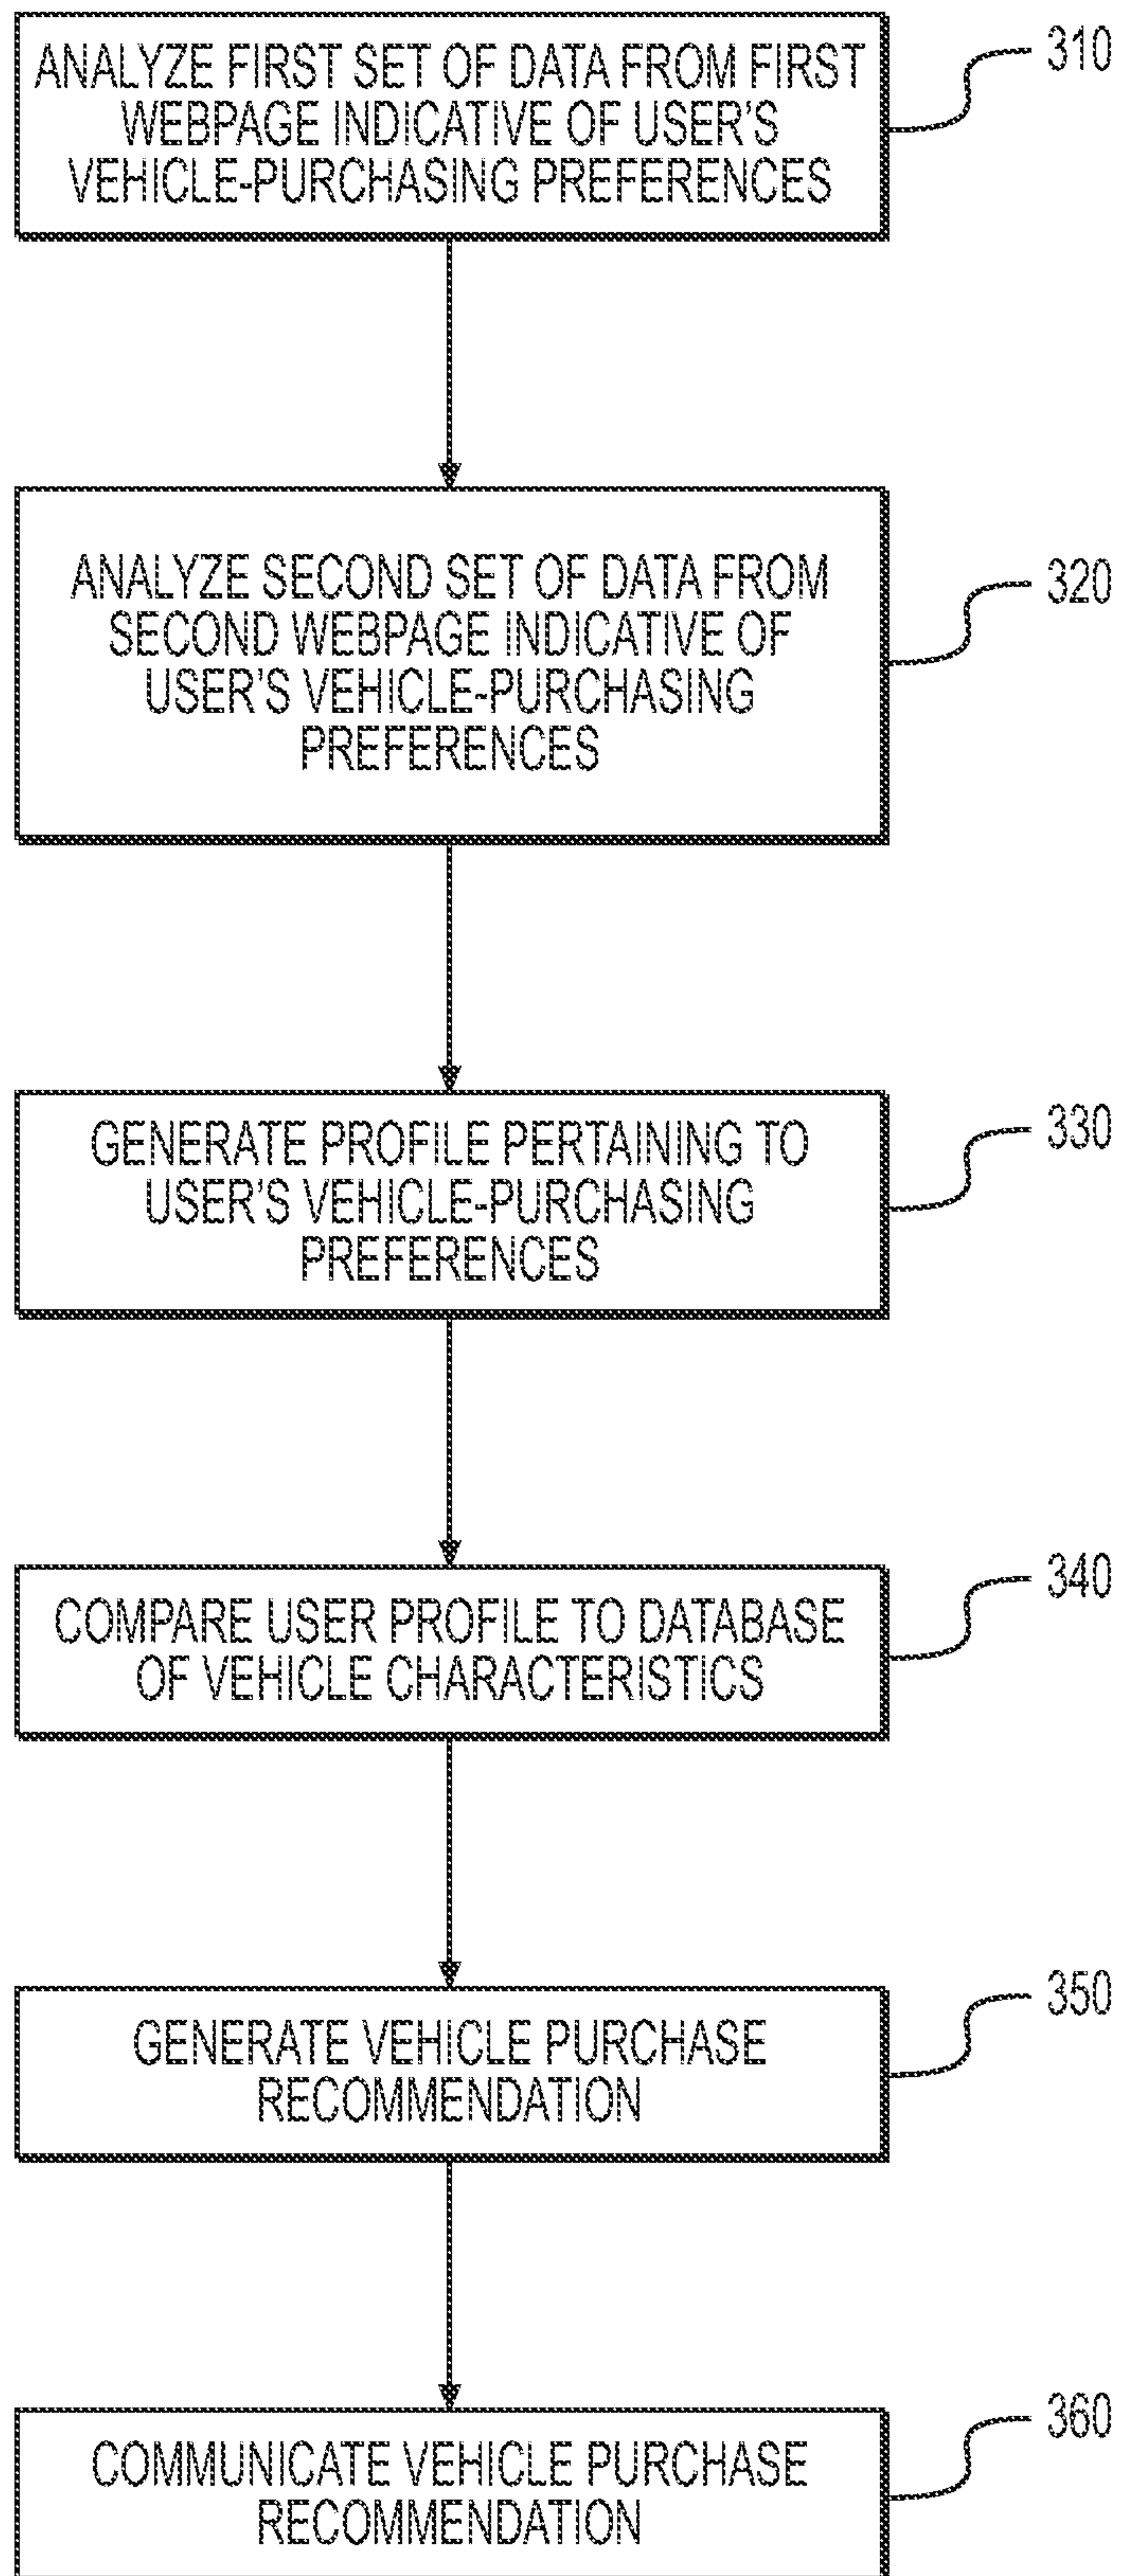 ANALYZE FIRST SET OF DATA FROM FIRST
WEBPAGE INDICATIVE OF USER'S
VEHICLE-PURCHASING PREFERENCES
310
ANALYZE SECOND SET OF DATA FROM
SECOND WEBPAGE INDICATIVE OF
USER'S VEHICLE-PURCHASING
PREFERENCES
320
GENERATE PROFILE PERTAINING TO
USER'S VEHICLE-PURCHASING
PREFERENCES
330
COMPARE USER PROFILE TO DATABASE
OF VEHICLE CHARACTERISTICS
340
GENERATE VEHICLE PURCHASE
RECOMMENDATION
350
COMMUNICATE VEHICLE PURCHASE
RECOMMENDATION
360